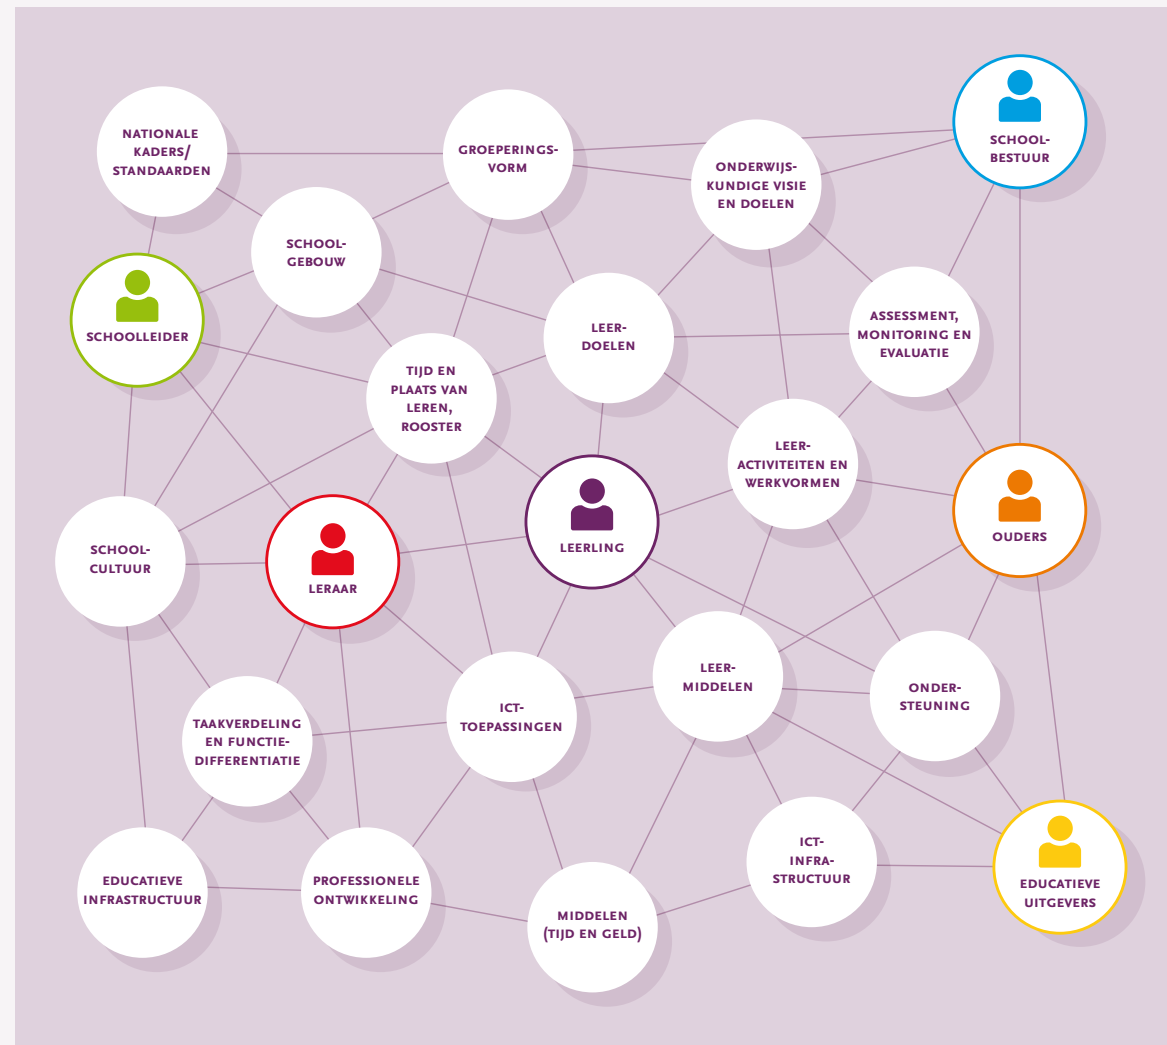 NATIONALE
KADERS/
STANDAARDEN
GROEPERINGS-
VORM
ONDERWIJS-
KUNDIGE VISIE
EN DOELEN
SCHOOL-
BESTUUR
SCHOOL-
GEBOUW
SCHOOLLEIDER
LEER-
DOELEN
ASSESSMENT,
MONITORING EN
EVALUATIE
TIJD EN
PLAATS VAN
LEREN,
ROOSTER
LEER-
ACTIVITEITEN EN
WERKVORMEN
SCHOOL-
CULTUUR
LERAAR
LEERLING
OUDERS
TAAKVERDELING
EN FUNCTIE-
DIFFERENTIATIE
ICT-
TOEPASSINGEN
LEER-
MIDDELEN
ONDER-
STEUNING
EDUCATIEVE
INFRASTRUCTUUR
PROFESSIONELE
ONTWIKKELING
MIDDELEN
(TIJD EN GELD)
ICT-
INFRA-
STRUCTUUR
EDUCATIEVE
UITGEVERS